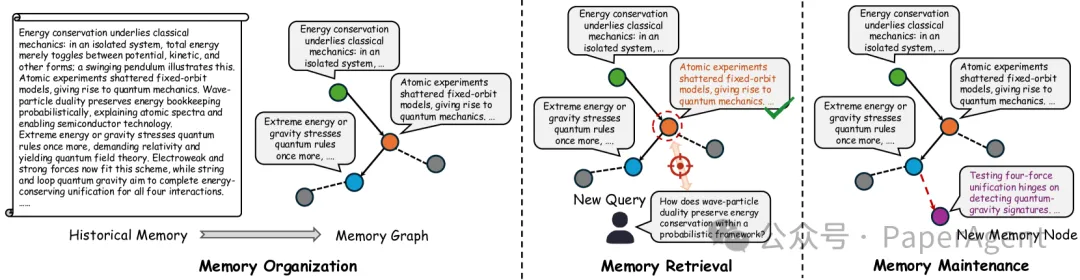 Energy conservation underlies classical
mechanics: in an isolated system, total energy
merely toggles between potential, kinetic, and
other forms; a swinging pendulum illustrates this.
Atomic experiments shattered fixed-orbit
models, giving rise to quantum mechanics. Wave-
particle duality preserves energy bookkeeping
probabilistically, explaining atomic spectra and
enabling semiconductor technology.
Extreme energy or gravity stresses quantum
rules once more, demanding relativity and
yielding quantum field theory. Electroweak and
strong forces now fit this scheme, while string
and loop quantum gravity aim to complete energy-
conserving unification for all four interactions.
......
Historical Memory
Energy conservation
underlies classical
mechanics: in an
isolated system, ...
Atomic experiments
shattered fixed-orbit
models, giving rise to
quantum mechanics. ...
Extreme energy or
gravity stresses
quantum rules
once more, ....
Memory Graph
Memory Organization
Energy conservation
underlies classical
mechanics: in an
isolated system, ...
Atomic experiments
shattered fixed-orbit
models, giving rise to
quantum mechanics. ...
Extreme energy or
gravity stresses
quantum rules
once more, ....
New Query
How does wave-particle
duality preserve energy
conservation within a
probabilistic framework?
Memory Retrieval
Energy conservation
underlies classical
mechanics: in an
isolated system, ...
Atomic experiments
shattered fixed-orbit
models, giving rise to
quantum mechanics. ...
Extreme energy or
gravity stresses
quantum rules
once more, ....
Testing four-force
unification hinges on
detecting quantum-
gravity signatures. ...
New Memory Node
Memory Maintenance
公众号 · PaperAgent